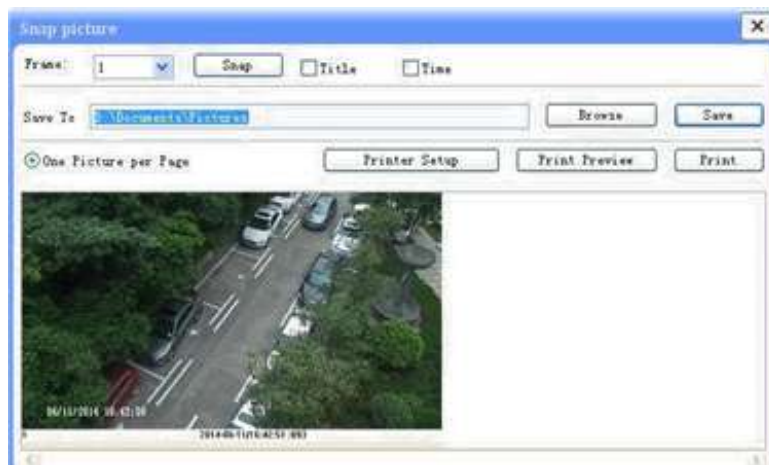 Snap picture
Frame: 1 Snap Title Time
Save To :\Documents\Pictures Browse Save
One Picture per Page Printer Setup Print Preview Print